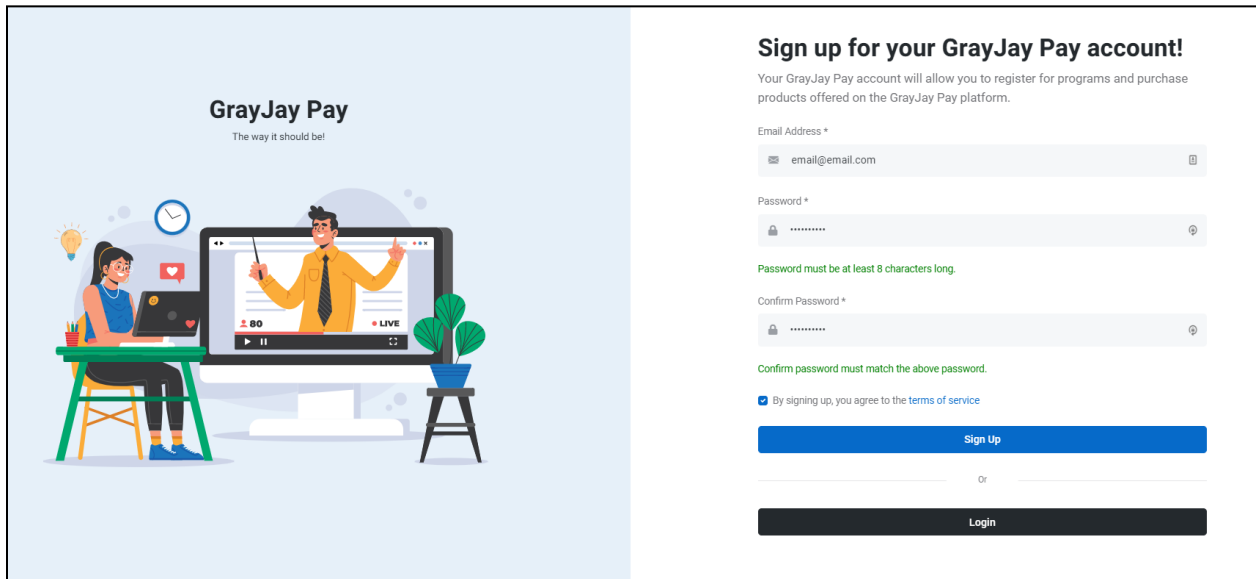 GrayJay Pay
The way it should be!
80
LIVE
Sign up for your GrayJay Pay account!
Your GrayJay Pay account will allow you to register for programs and purchase
products offered on the GrayJay Pay platform.
Email Address *
email@email.com
Password *
••••••••••
Password must be at least 8 characters long.
Confirm Password *
••••••••••
Confirm password must match the above password.
By signing up, you agree to the terms of service
Sign Up
Or
Login